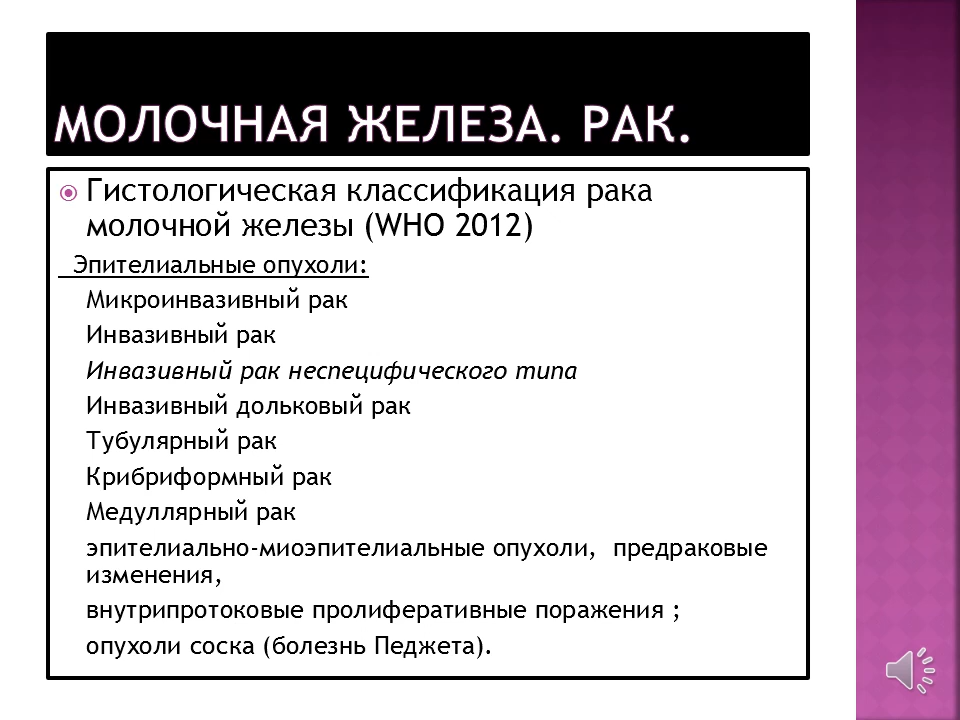 МОЛОЧНАЯ ЖЕЛЕЗА. РАК.
Гистологическая классификация рака
молочной железы (WHO 2012)
Эпителиальные опухоли:
Микроинвазивный рак
Инвазивный рак
Инвазивный рак неспецифического типа
Инвазивный дольковый рак
Тубулярный рак
Крибриформный рак
Медуллярный рак
эпителиально-миоэпителиальные опухоли, предраковые
изменения,
внутрипротоковые пролиферативные поражения ;
опухоли соска (болезнь Педжета).